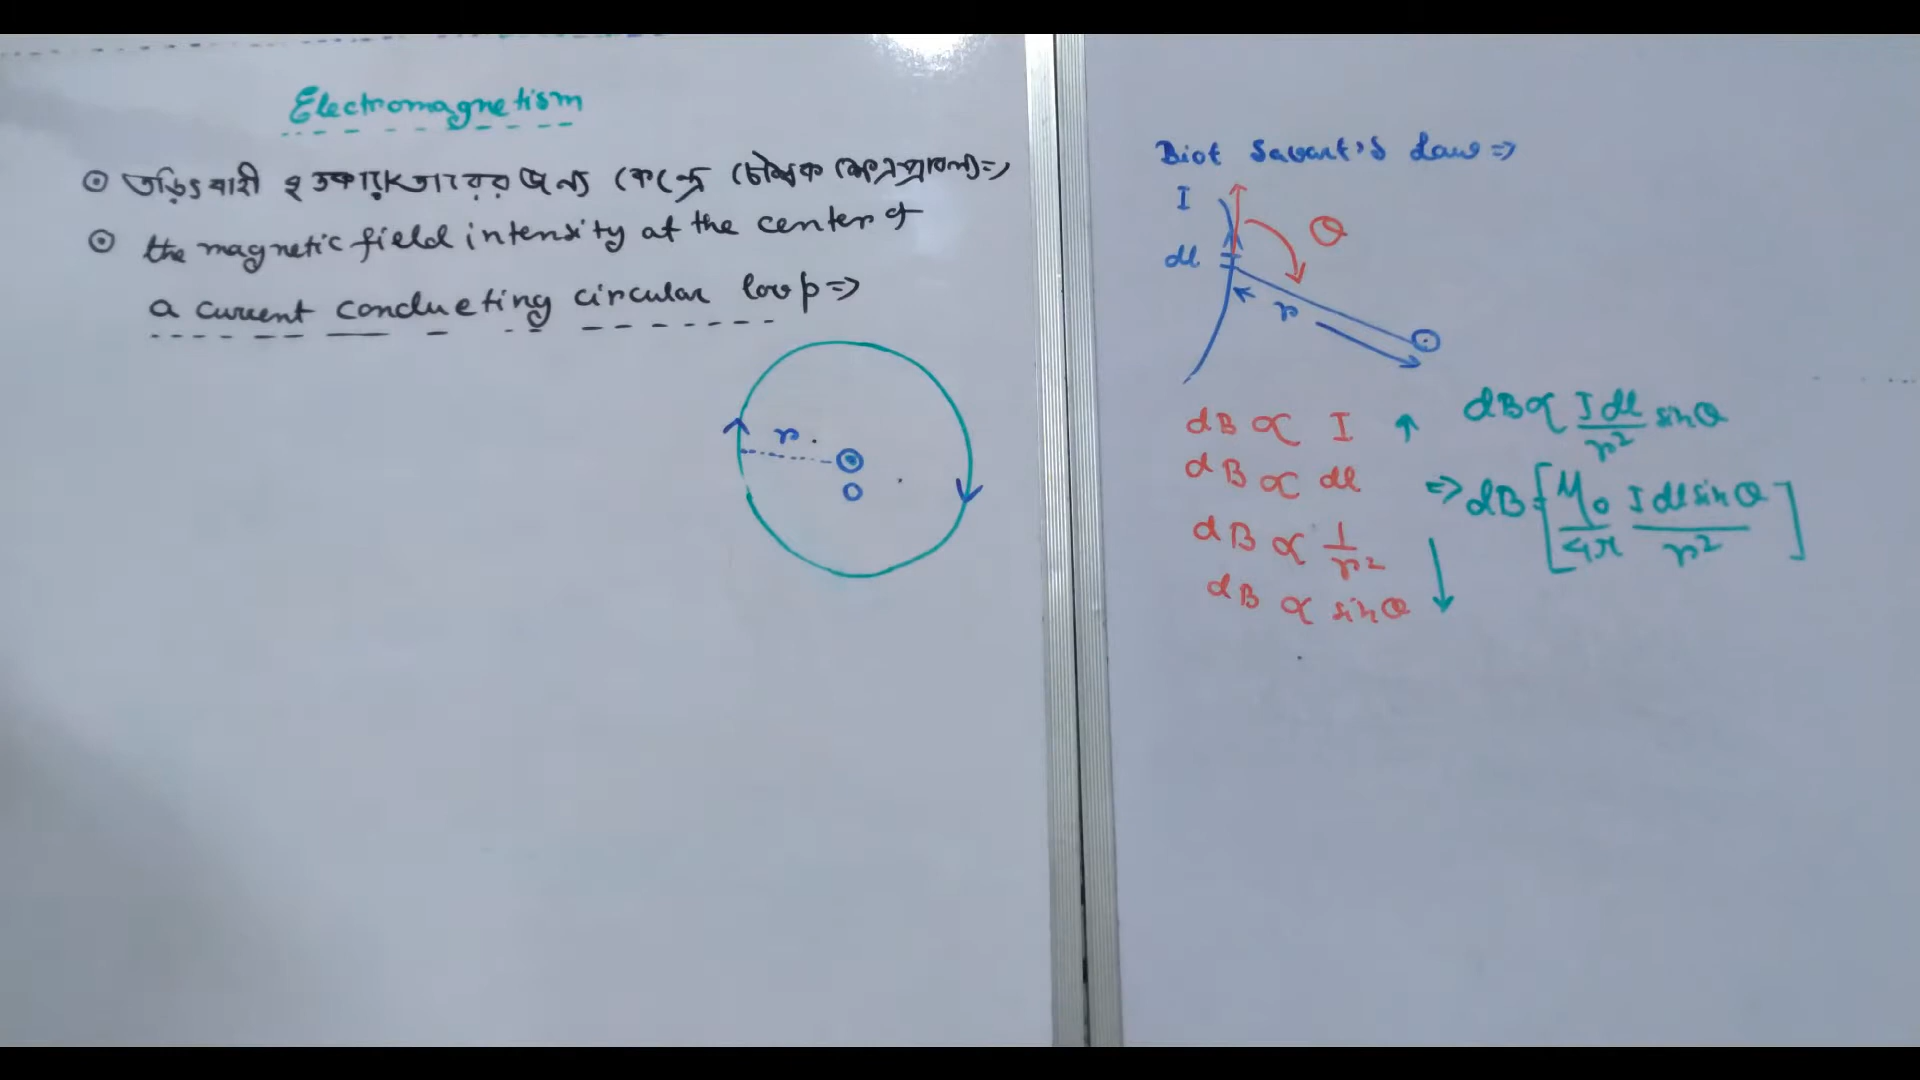 Electromagnetism
তড়িৎবাহী বৃত্তাকার তারের জন্য কেন্দ্রে চৌম্বক ক্ষেত্রপ্রাবল্য⇒
the magnetic field intensity at the center of
a current conducting circular loop⇒
r
O
Biot Savart's Law⇒
I
θ
dl
r
dB ∝ I
dB ∝ dl
dB ∝ 1/r²
dB ∝ sinθ
dB ∝ Idl/r² sinθ
⇒ dB = [μ₀/4π Idl sinθ/r²]